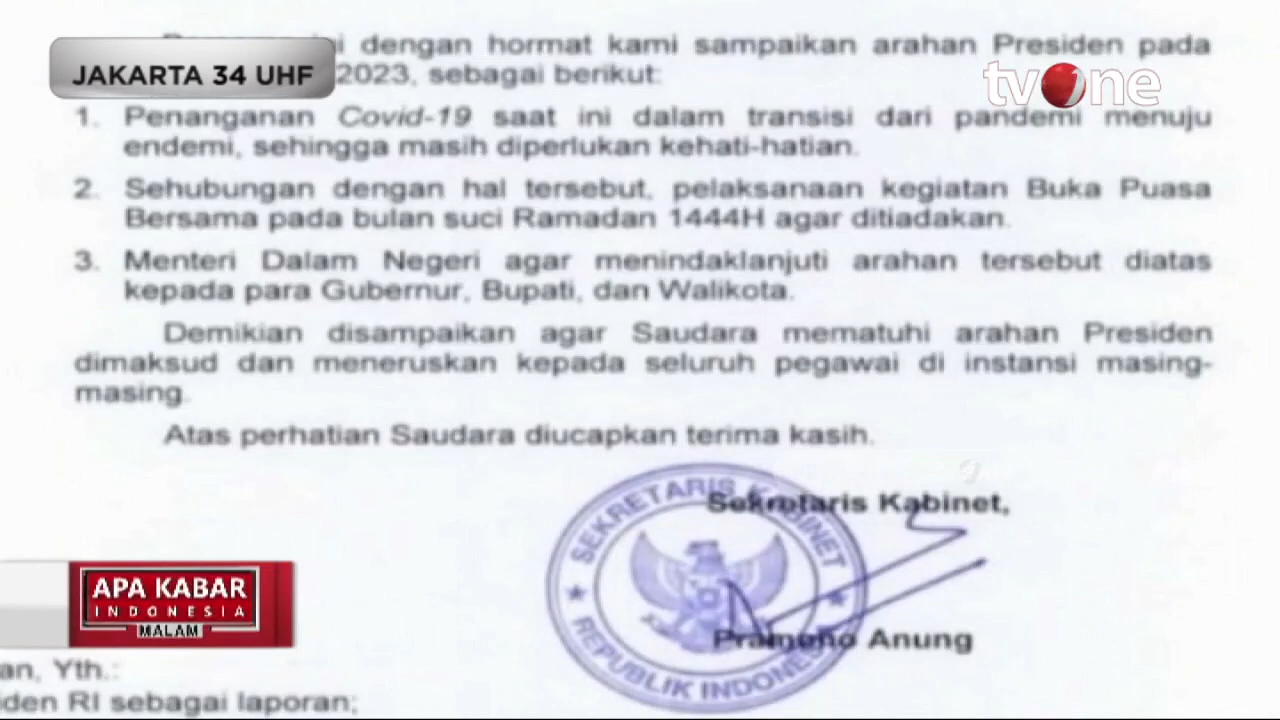 dengan hormat kami sampaikan arahan Presiden pada
JAKARTA 34 UHF
2023, sebagai berikut:
tvOne
1. Penanganan Covid-19 saat ini dalam transisi dari pandemi menuju
endemi, sehingga masih diperlukan kehati-hatian.
2. Sehubungan dengan hal tersebut, pelaksanaan kegiatan Buka Puasa
Bersama pada bulan suci Ramadan 1444H agar ditiadakan.
3. Menteri Dalam Negeri agar menindaklanjuti arahan tersebut diatas
kepada para Gubernur, Bupati, dan Walikota.
Demikian disampaikan agar Saudara mematuhi arahan Presiden
dimaksud dan meneruskan kepada seluruh pegawai di instansi masing-
masing.
Atas perhatian Saudara diucapkan terima kasih.
Sekretaris Kabinet,
SEKRETARIS KABINET
REPUBLIK INDONESIA
Pramono Anung
APA KABAR
INDONESIA
MALAM
an, Yth.:
iden RI sebagai laporan;